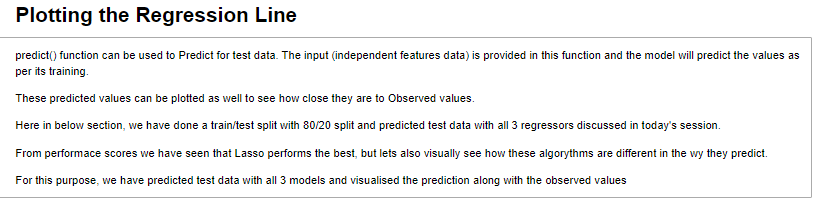 Plotting the Regression Line
predict() function can be used to Predict for test data. The input (independent features data) is provided in this function and the model will predict the values as
per its training.
These predicted values can be plotted as well to see how close they are to Observed values.
Here in below section, we have done a train/test split with 80/20 split and predicted test data with all 3 regressors discussed in today's session.
From performace scores we have seen that Lasso performs the best, but lets also visually see how these algorythms are different in the wy they predict.
For this purpose, we have predicted test data with all 3 models and visualised the prediction along with the observed values